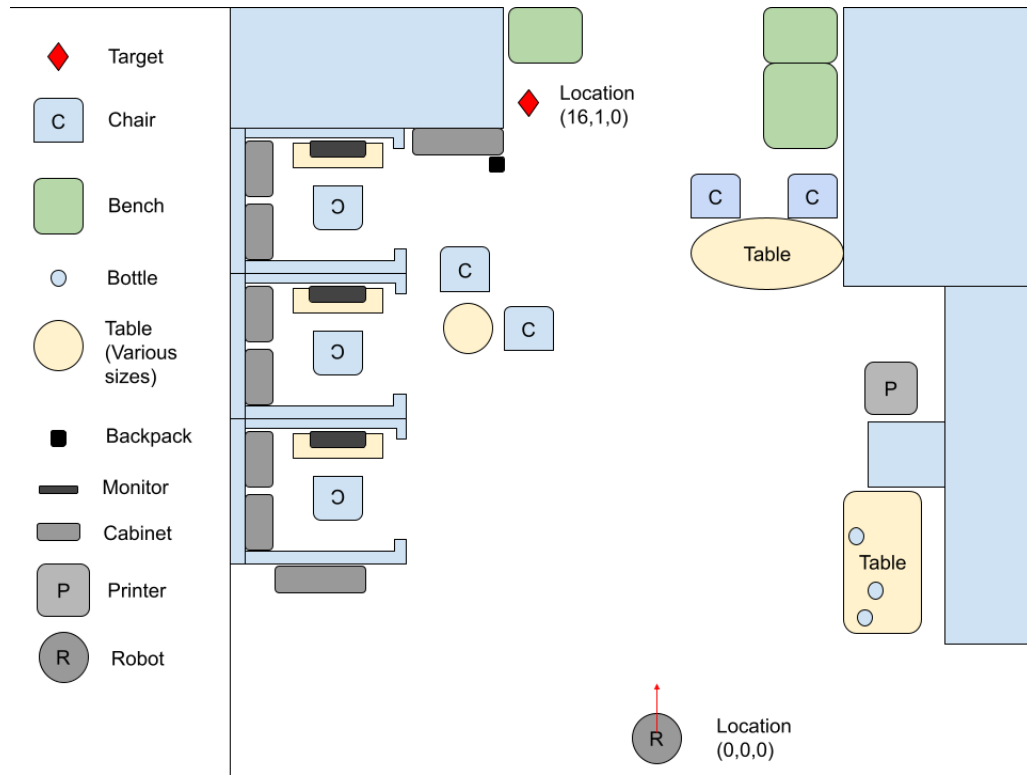 Target
C
Chair
Bench
Bottle
Table
(Various
sizes)
Backpack
Monitor
Cabinet
P
Printer
R
Robot
Location
(16,1,0)
C
C
C
C
Table
C
C
C
P
C
Table
R
Location
(0,0,0)